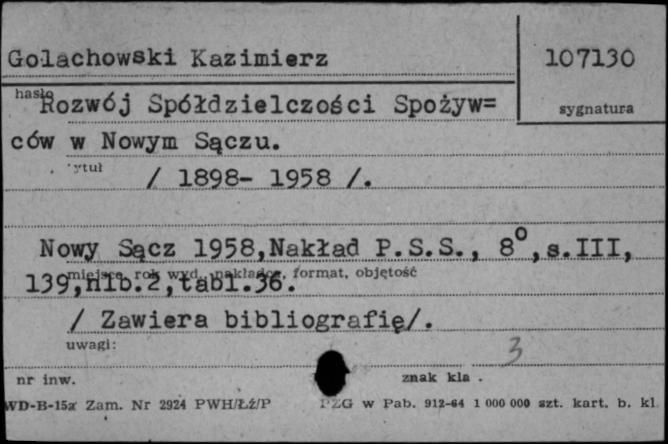 Golachowski Kazimierz
107130
hasło
Rozwój Spółdzielczości Spożyw=
sygnatura
ców w Nowym Sączu.
tytuł
/ 1898- 1958 /.
Nowy Sącz 1958,Nakład P.S.S., 8°,s.III,
miejsce, rok wyd., nakładca, format, objętość
139,nlb.2,tabl.36.
/ Zawiera bibliografię/.
uwagi:
3
nr inw.
znak kla .
WD-B-15a Zam. Nr 2924 PWH/Łź/P
PZG w Pab. 912-64 1 000 000 szt. kart. b. kl